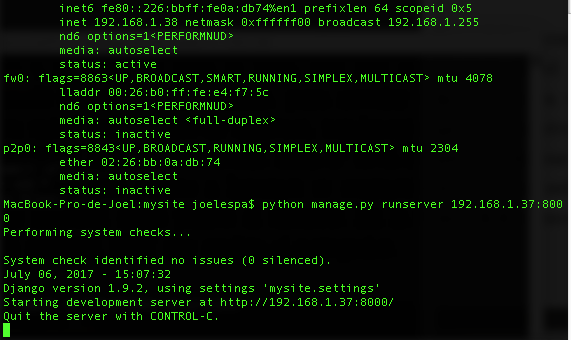 inet6 fe80::226:bbff:fe0a:db74%en1 prefixlen 64 scopeid 0x5
inet 192.168.1.38 netmask 0xffffff00 broadcast 192.168.1.255
nd6 options=1<PERFORMNUD>
media: autoselect
status: active
fw0: flags=8863<UP,BROADCAST,SMART,RUNNING,SIMPLEX,MULTICAST> mtu 4078
lladdr 00:26:b0:ff:fe:e4:f7:5c
nd6 options=1<PERFORMNUD>
media: autoselect <full-duplex>
status: inactive
p2p0: flags=8843<UP,BROADCAST,RUNNING,SIMPLEX,MULTICAST> mtu 2304
ether 02:26:bb:0a:db:74
media: autoselect
status: inactive
MacBook-Pro-de-Joel:mysite joelespa$ python manage.py runserver 192.168.1.37:800
0
Performing system checks...
System check identified no issues (0 silenced).
July 06, 2017 - 15:07:32
Django version 1.9.2, using settings 'mysite.settings'
Starting development server at http://192.168.1.37:8000/
Quit the server with CONTROL-C.